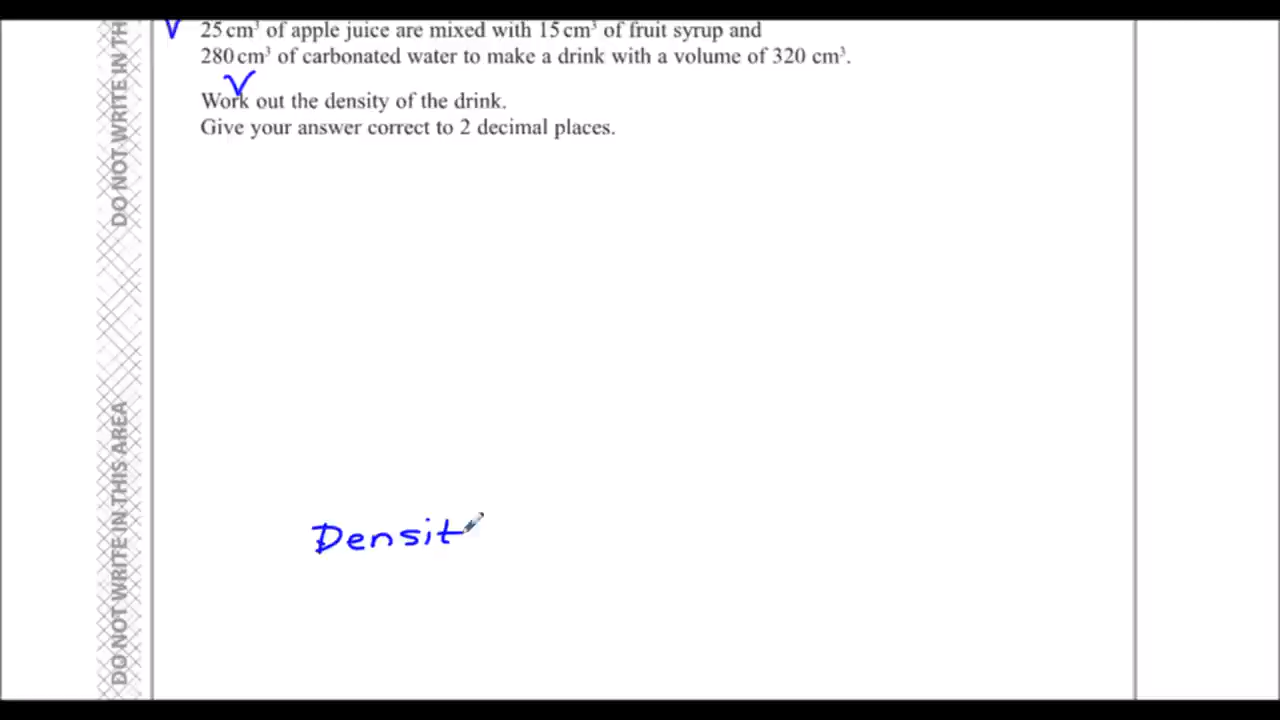 25 cm³ of apple juice are mixed with 15 cm³ of fruit syrup and
280 cm³ of carbonated water to make a drink with a volume of 320 cm³.
Work out the density of the drink.
Give your answer correct to 2 decimal places.
Densit
DO NOT WRITE IN TH
DO NOT WRITE IN THIS AREA
V
V